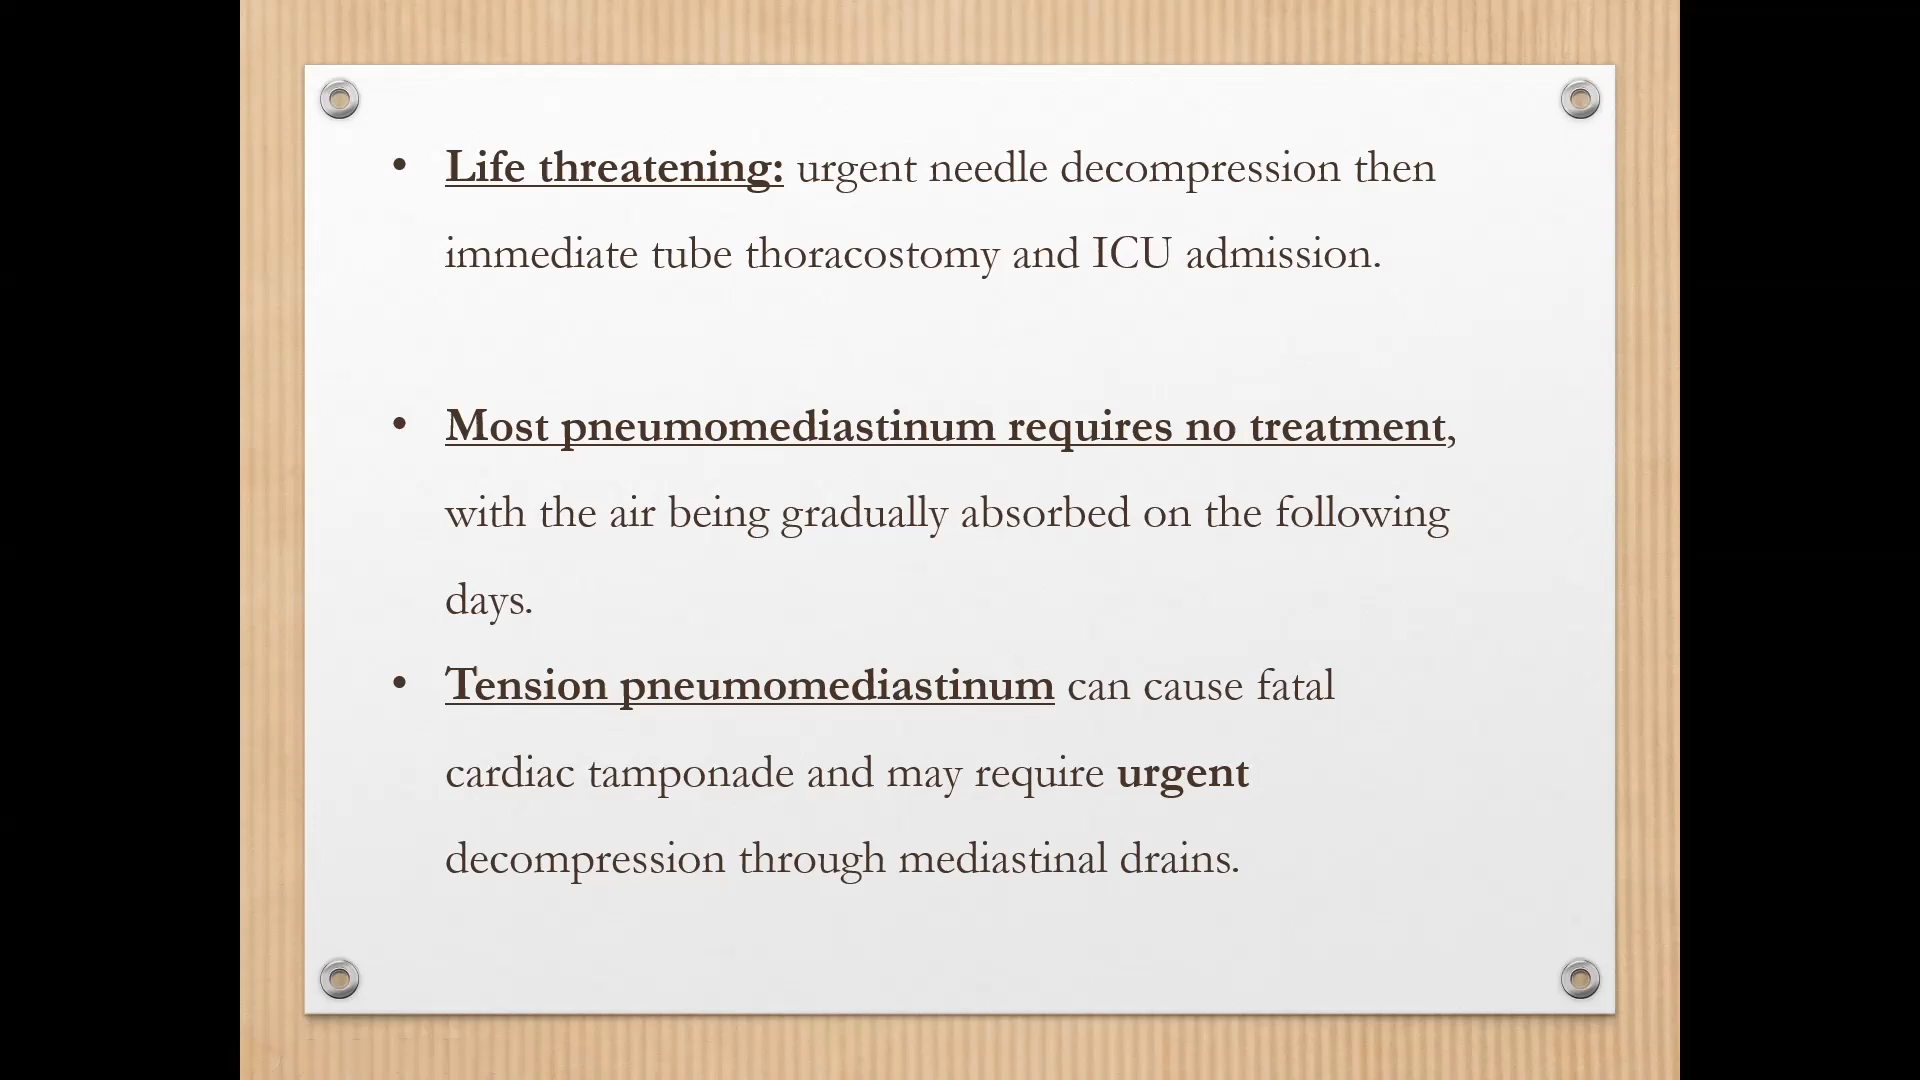 • Life threatening: urgent needle decompression then
immediate tube thoracostomy and ICU admission.
• Most pneumomediastinum requires no treatment,
with the air being gradually absorbed on the following
days.
• Tension pneumomediastinum can cause fatal
cardiac tamponade and may require urgent
decompression through mediastinal drains.